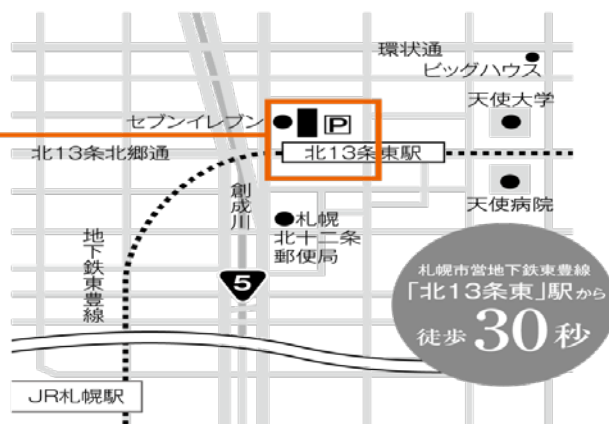 環状通
ビッグハウス
天使大学
セブンイレブン
P
北13条北郷通
北13条東駅
創成川
天使病院
札幌
北十二条
郵便局
地下鉄東豊線
5
札幌市営地下鉄東豊線
「北13条東」駅から
徒歩30秒
JR札幌駅